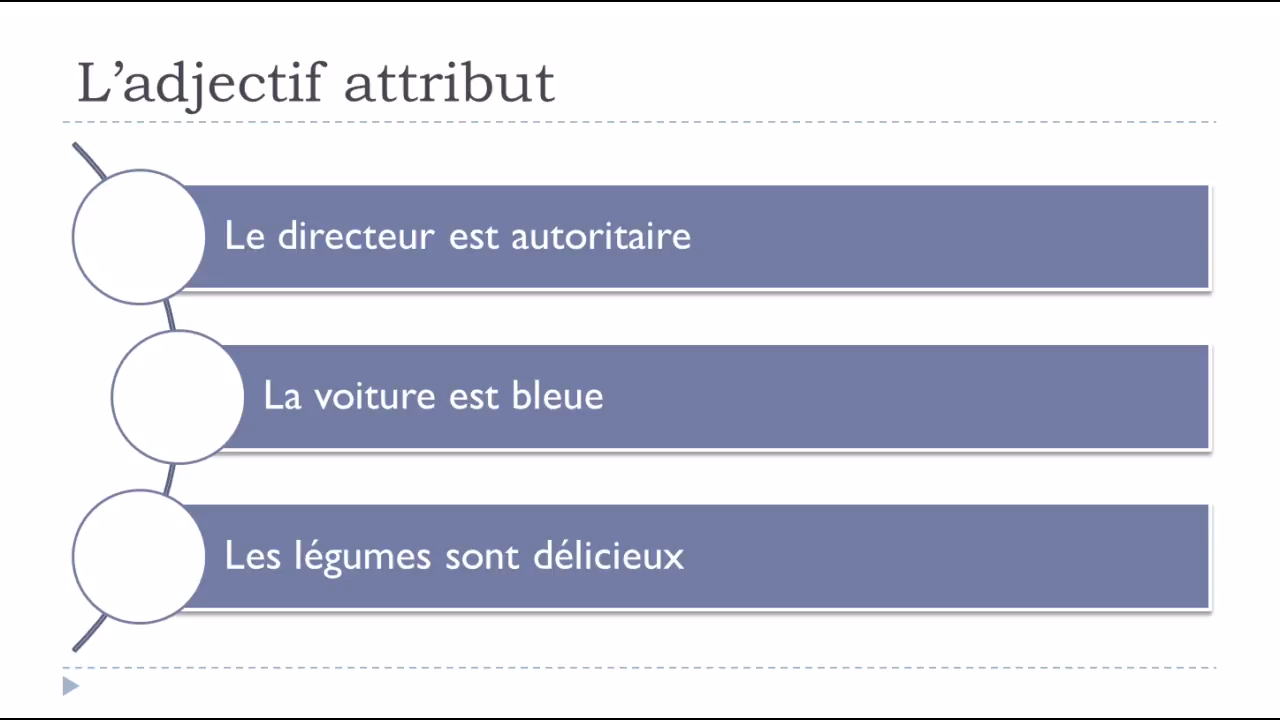 L’adjectif attribut
Le directeur est autoritaire
La voiture est bleue
Les légumes sont délicieux